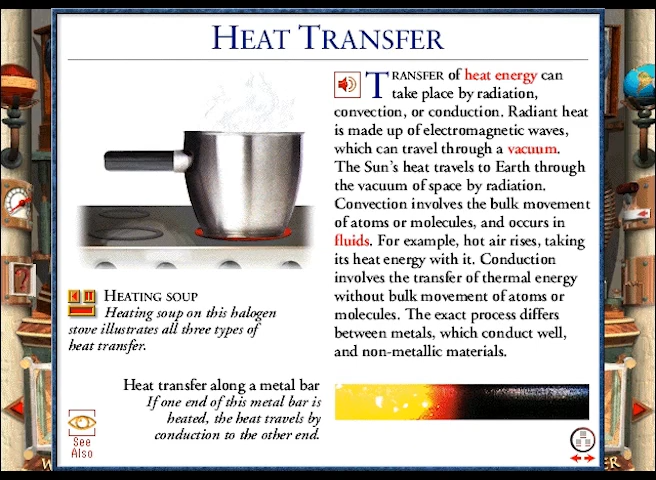 HEAT TRANSFER
TRANSFER of heat energy can
take place by radiation,
convection, or conduction. Radiant heat
is made up of electromagnetic waves,
which can travel through a vacuum.
The Sun's heat travels to Earth through
the vacuum of space by radiation.
Convection involves the bulk movement
of atoms or molecules, and occurs in
fluids. For example, hot air rises, taking
its heat energy with it. Conduction
involves the transfer of thermal energy
without bulk movement of atoms or
molecules. The exact process differs
between metals, which conduct well,
and non-metallic materials.
HEATING SOUP
Heating soup on this halogen
stove illustrates all three types of
heat transfer.
Heat transfer along a metal bar
If one end of this metal bar is
heated, the heat travels by
conduction to the other end.
See
Also